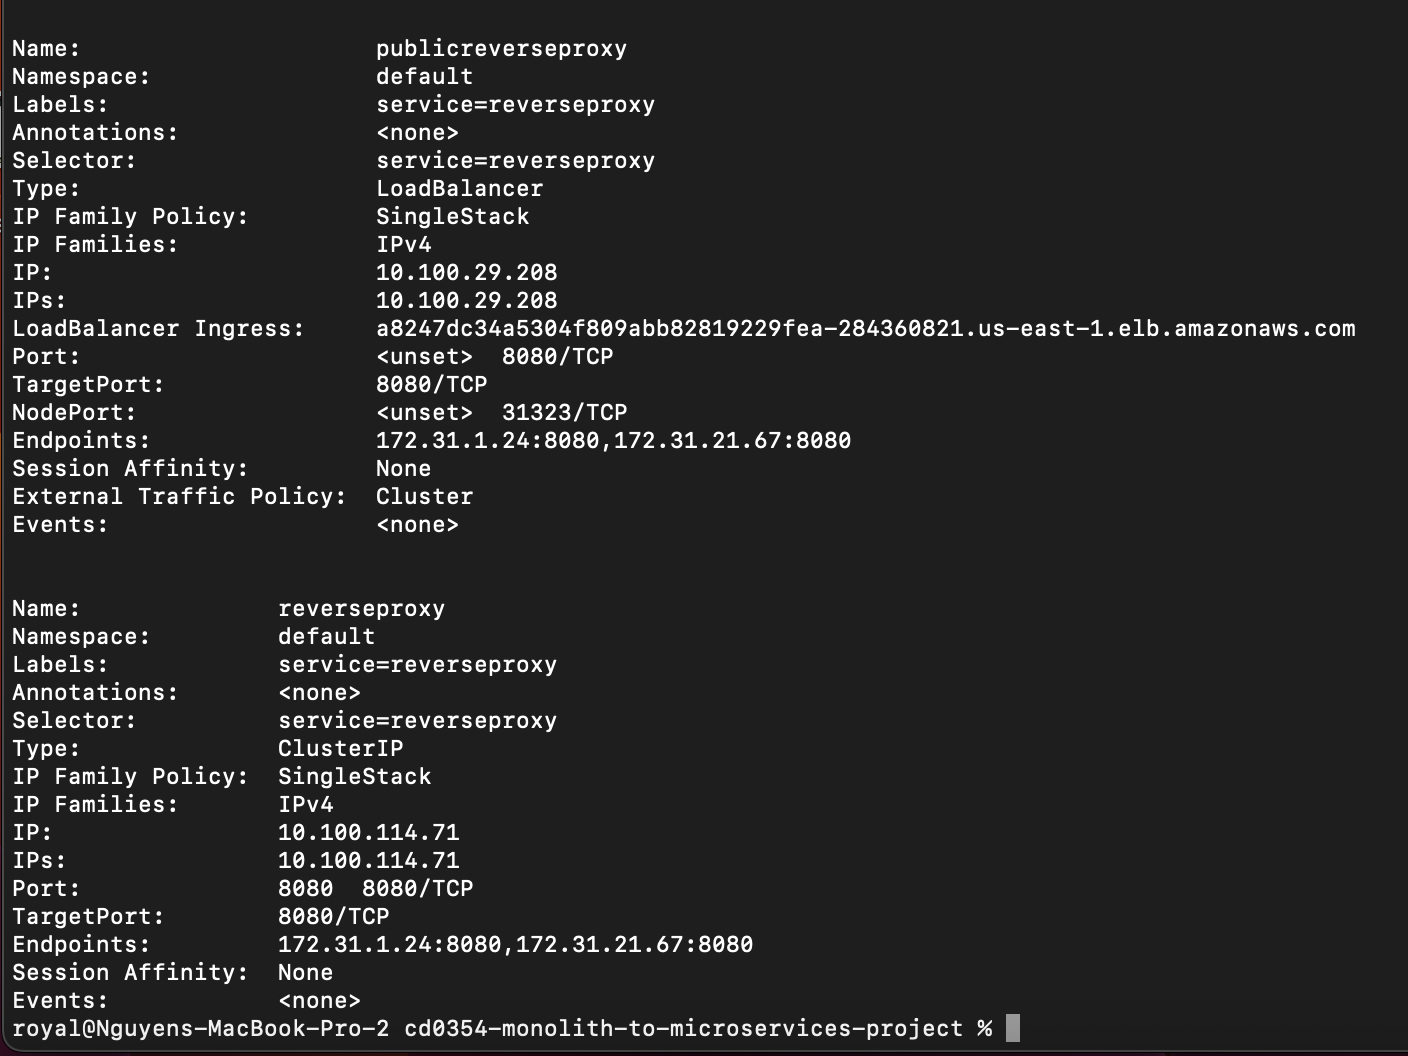 Name:                     publicreverseproxy
Namespace:                default
Labels:                   service=reverseproxy
Annotations:              <none>
Selector:                 service=reverseproxy
Type:                     LoadBalancer
IP Family Policy:         SingleStack
IP Families:              IPv4
IP:                       10.100.29.208
IPs:                      10.100.29.208
LoadBalancer Ingress:     a8247dc34a5304f809abb82819229fea-284360821.us-east-1.elb.amazonaws.com
Port:                     <unset>  8080/TCP
TargetPort:               8080/TCP
NodePort:                 <unset>  31323/TCP
Endpoints:                172.31.1.24:8080,172.31.21.67:8080
Session Affinity:         None
External Traffic Policy:  Cluster
Events:                   <none>
Name:              reverseproxy
Namespace:         default
Labels:            service=reverseproxy
Annotations:       <none>
Selector:          service=reverseproxy
Type:              ClusterIP
IP Family Policy:  SingleStack
IP Families:       IPv4
IP:                10.100.114.71
IPs:               10.100.114.71
Port:              8080  8080/TCP
TargetPort:        8080/TCP
Endpoints:         172.31.1.24:8080,172.31.21.67:8080
Session Affinity:  None
Events:            <none>
royal@Nguyens-MacBook-Pro-2 cd0354-monolith-to-microservices-project %